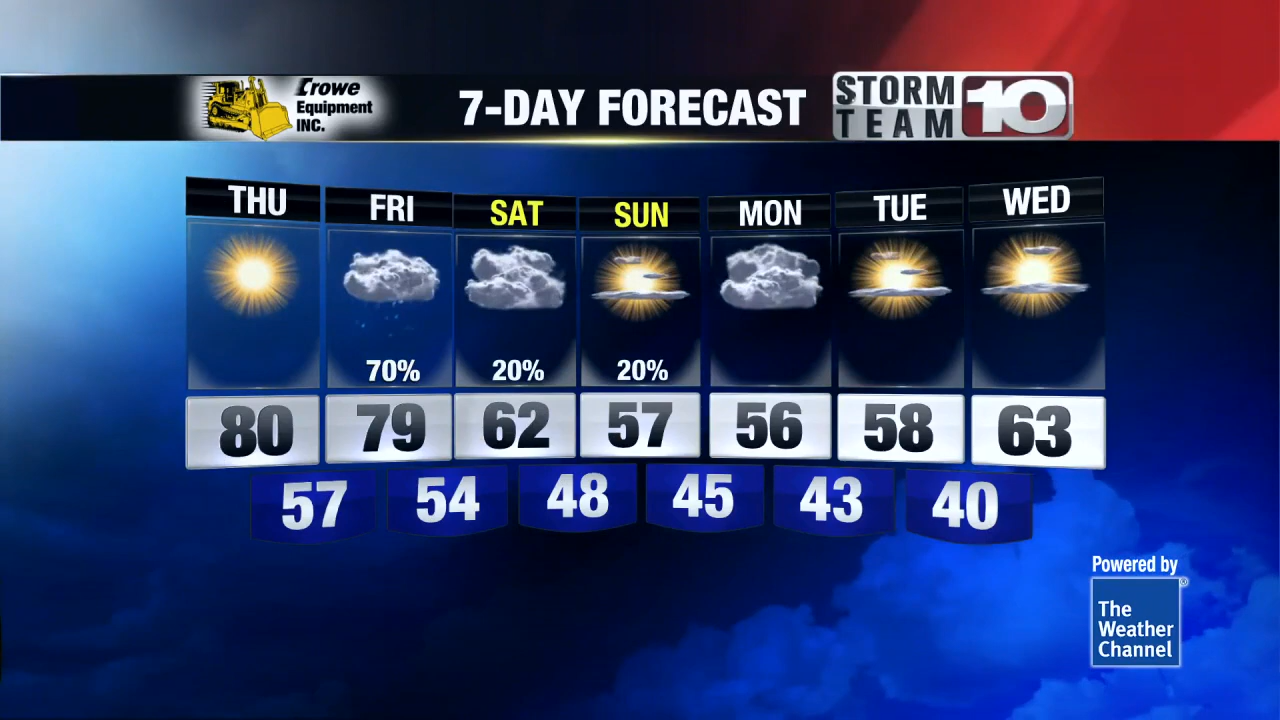 Crowe
Equipment
INC.
7-DAY FORECAST
STORM
TEAM
10
THU FRI SAT SUN MON TUE WED
70% 20% 20%
80 79 62 57 56 58 63
57 54 48 45 43 40
Powered by
The
Weather
Channel
®